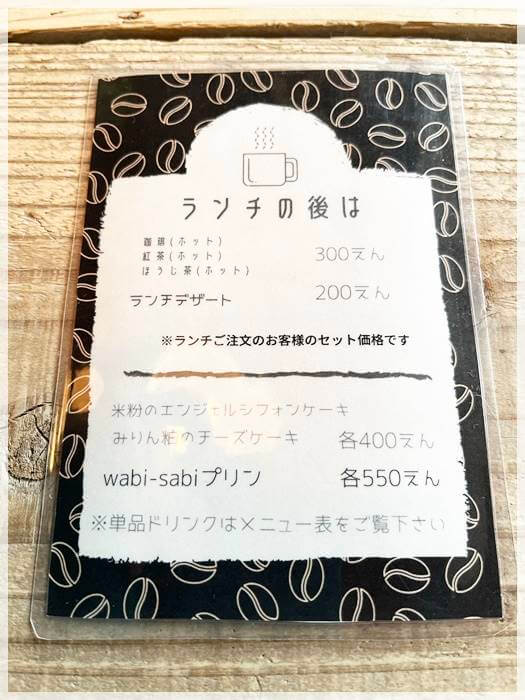 ランチの後は
珈琲(ホット)
紅茶(ホット) 300えん
ほうじ茶(ホット)
ランチデザート 200えん
※ランチご注文のお客様のセット価格です
米粉のエンジェルシフォンケーキ
みりん粕のチーズケーキ 各400えん
wabi-sabiプリン 各550えん
※単品ドリンクはメニュー表をご覧下さい